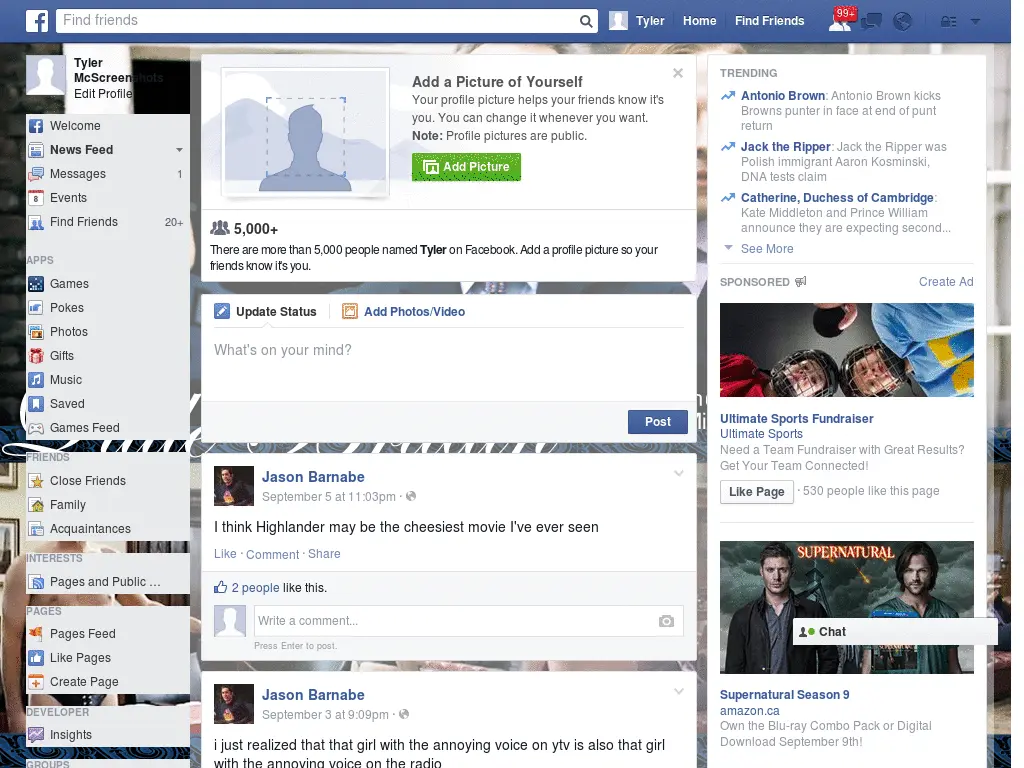 Find friends
Tyler
Home
Find Friends
99+
Tyler
McScreenshots
Edit Profile
Welcome
News Feed
Messages 1
Events
Find Friends 20+
APPS
Games
Pokes
Photos
Gifts
Music
Saved
Games Feed
FRIENDS
Close Friends
Family
Acquaintances
INTERESTS
Pages and Public ...
PAGES
Pages Feed
Like Pages
Create Page
DEVELOPER
Insights
GROUPS
Add a Picture of Yourself
Your profile picture helps your friends know it's
you. You can change it whenever you want.
Note: Profile pictures are public.
Add Picture
5,000+
There are more than 5,000 people named Tyler on Facebook. Add a profile picture so your
friends know it's you.
Update Status
Add Photos/Video
What's on your mind?
Post
Jason Barnabe
September 5 at 11:03pm ·
I think Highlander may be the cheesiest movie I've ever seen
Like · Comment · Share
2 people like this.
Write a comment...
Press Enter to post.
Jason Barnabe
September 3 at 9:09pm ·
i just realized that that girl with the annoying voice on ytv is also that girl
with the annoying voice on the radio
TRENDING
Antonio Brown: Antonio Brown kicks
Browns punter in face at end of punt
return
Jack the Ripper: Jack the Ripper was
Polish immigrant Aaron Kosminski,
DNA tests claim
Catherine, Duchess of Cambridge:
Kate Middleton and Prince William
announce they are expecting second...
See More
SPONSORED
Create Ad
Ultimate Sports Fundraiser
Ultimate Sports
Need a Team Fundraiser with Great Results?
Get Your Team Connected!
Like Page · 530 people like this page
SUPERNATURAL
Chat
Supernatural Season 9
amazon.ca
Own the Blu-ray Combo Pack or Digital
Download September 9th!